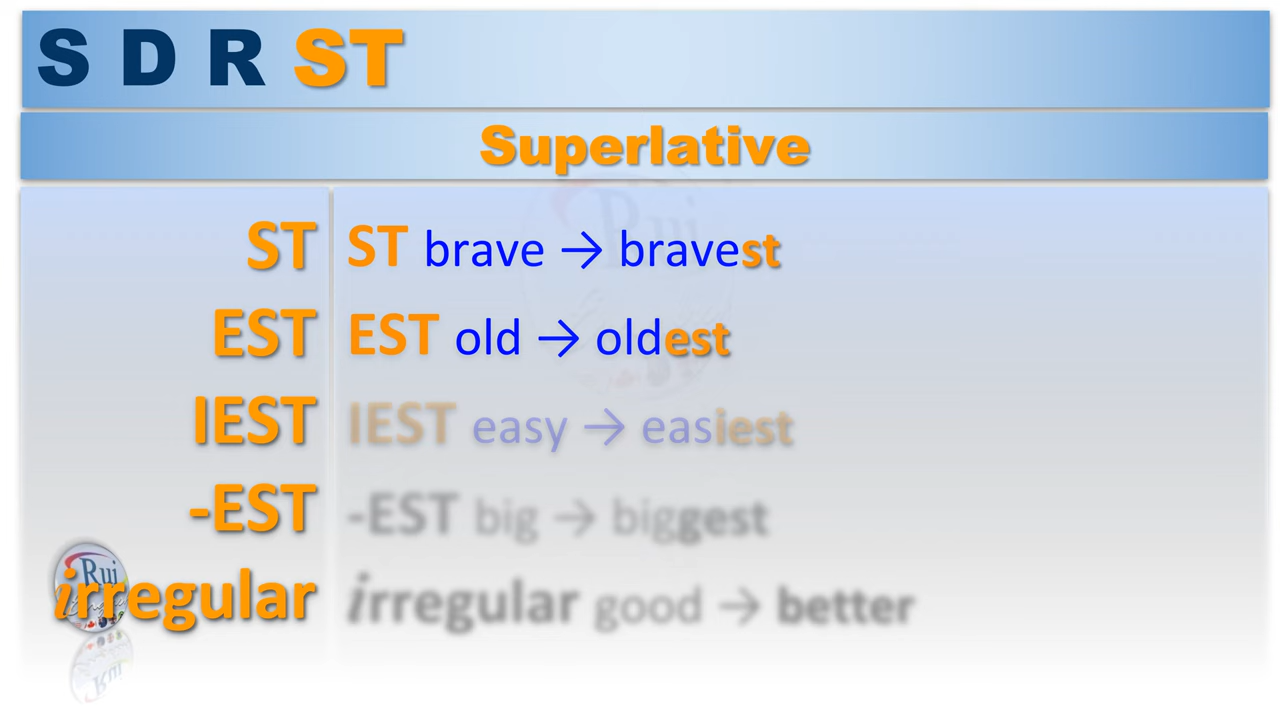 S D R ST
Superlative
ST ST brave → bravest
EST EST old → oldest
IEST IEST easy → easiest
-EST -EST big → biggest
irregular irregular good → better
Rui